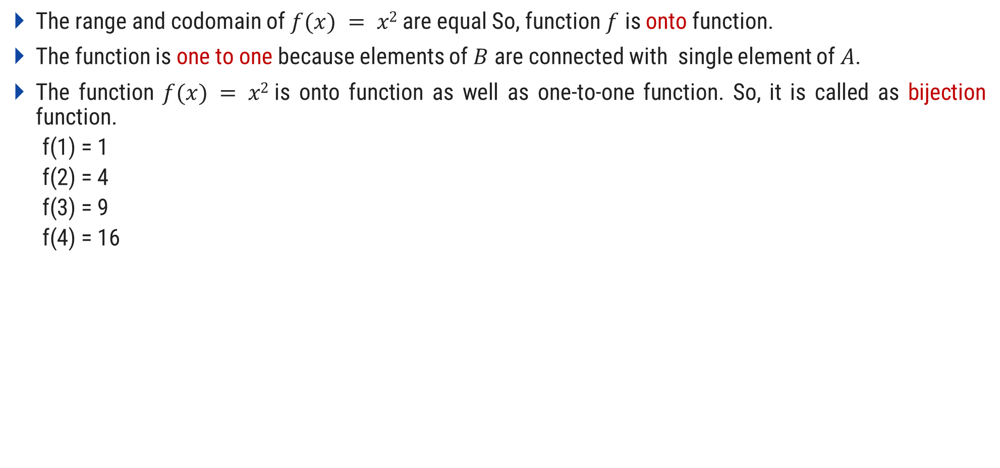 The range and codomain of f(x) = x² are equal So, function f is onto function.
The function is one to one because elements of B are connected with single element of A.
The function f(x) = x² is onto function as well as one-to-one function. So, it is called as bijection
function.
f(1) = 1
f(2) = 4
f(3) = 9
f(4) = 16